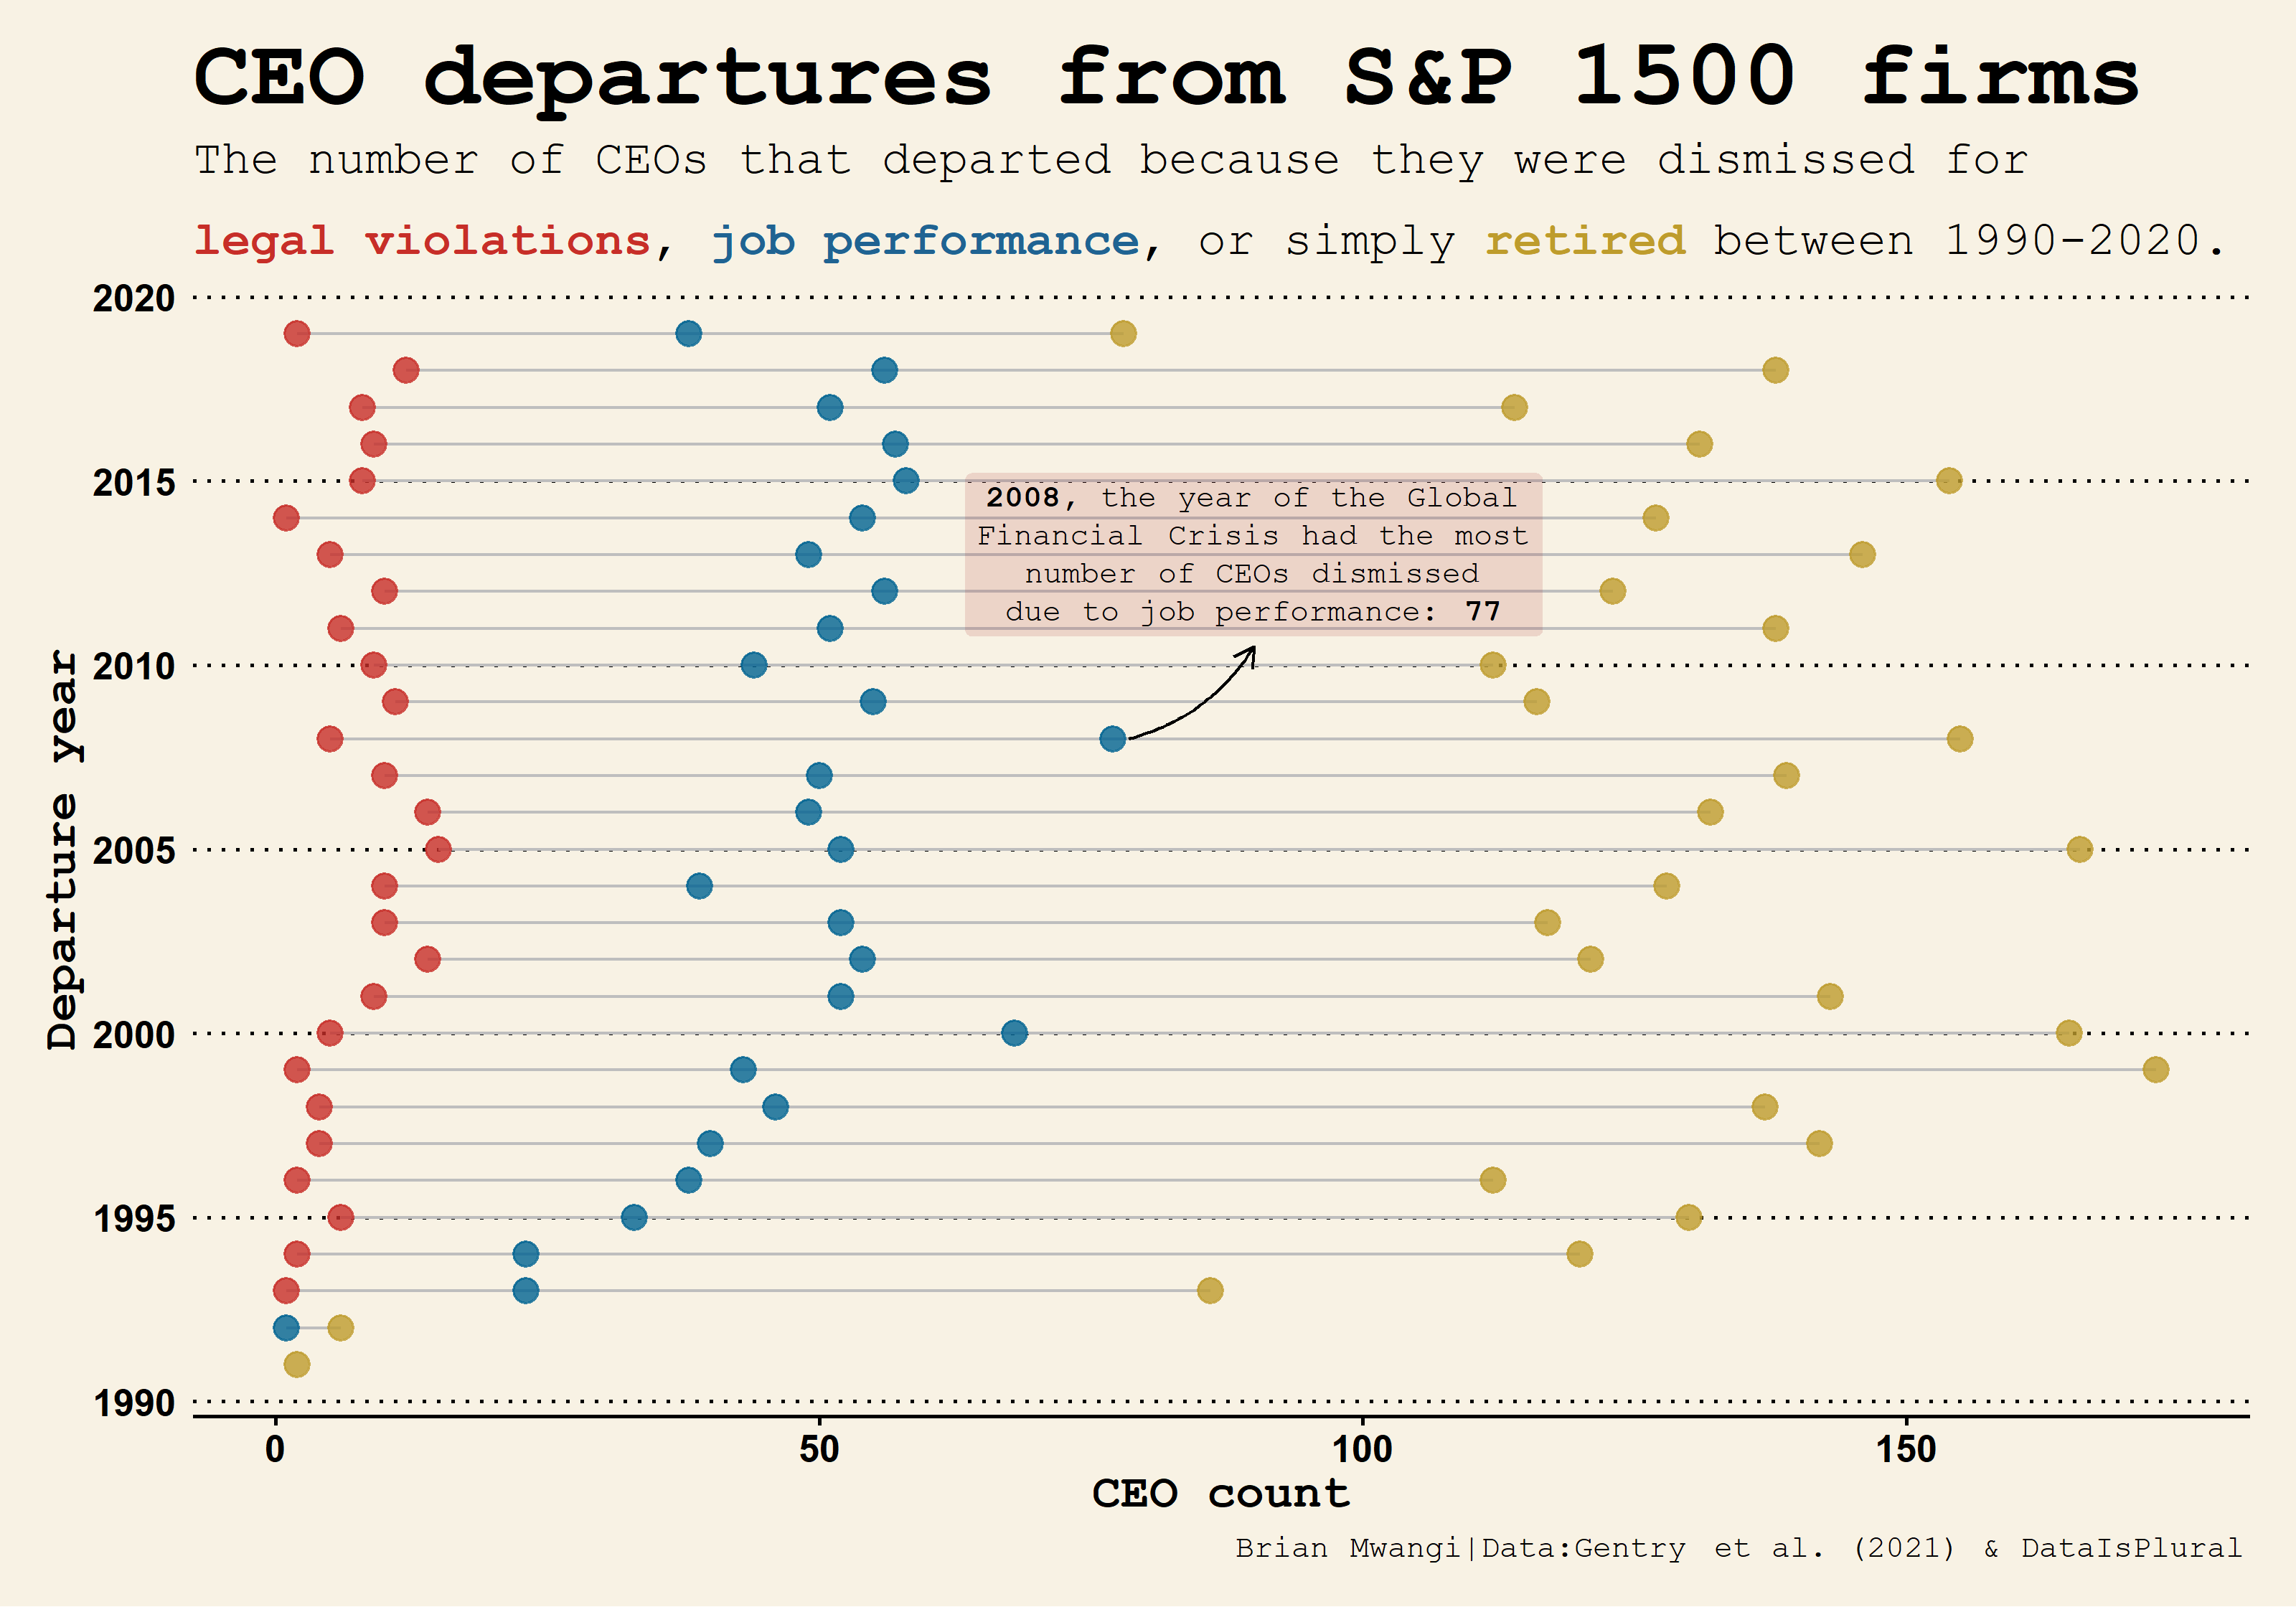 CEO departures from S&P 1500 firms
The number of CEOs that departed because they were dismissed for
legal violations, job performance, or simply retired between 1990-2020.
2020
2015
2008, the year of the Global
Financial Crisis had the most
number of CEOs dismissed
due to job performance: 77
2010
2005
2000
1995
1990
Departure year
0 50 100 150
CEO count
Brian Mwangi|Data:Gentry et al. (2021) & DataIsPlural